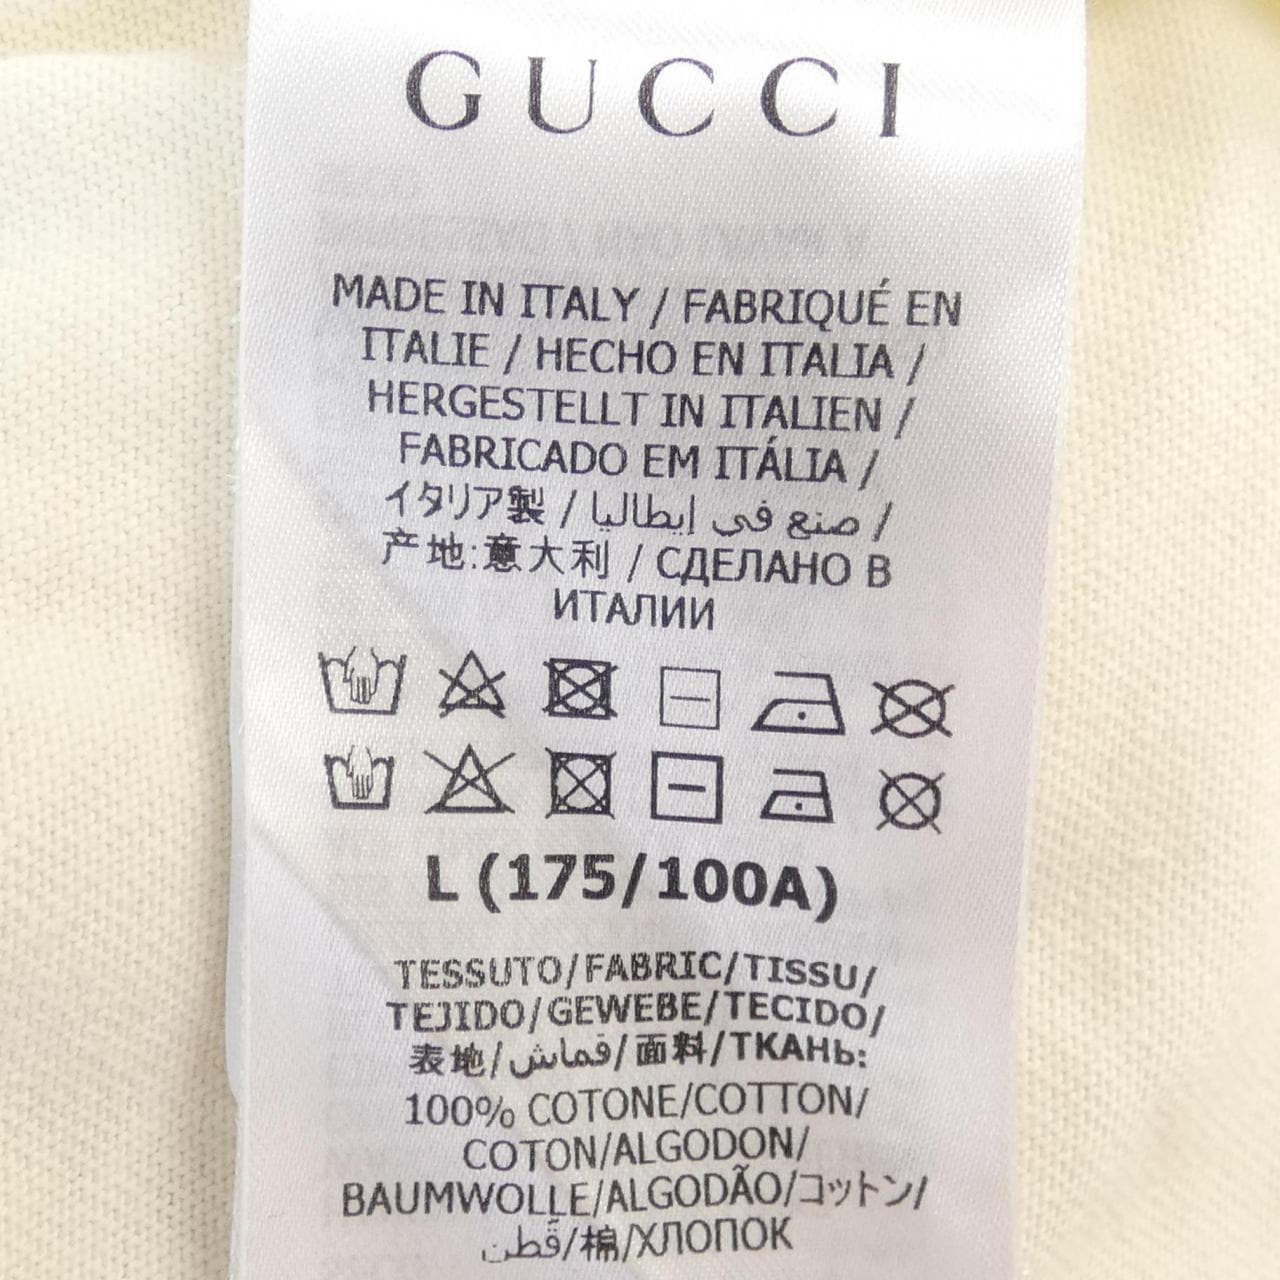 GUCCI
MADE IN ITALY / FABRIQUÉ EN
ITALIE / HECHO EN ITALIA /
HERGESTELLT IN ITALIEN /
FABRICADO EM ITÁLIA /
イタリア製 / صنع في إيطاليا /
产地:意大利 / СДЕЛАНО В
ИТАЛИИ
L (175/100A)
TESSUTO/FABRIC/TISSU/
TEJIDO/GEWEBE/TECIDO/
表地/قماش/面料/ТКАНЬ:
100% COTONE/COTTON/
COTON/ALGODON/
BAUMWOLLE/ALGODÃO/コットン/
قطن/棉/ХЛОПОК